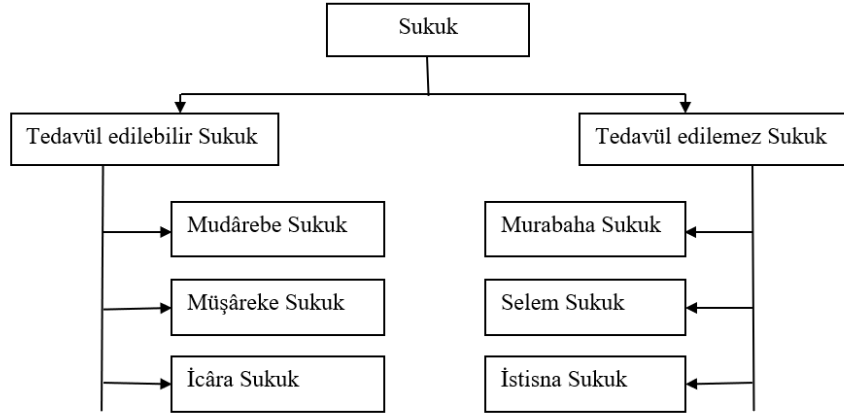 Sukuk
Tedavül edilebilir Sukuk
Tedavül edilemez Sukuk
Mudârebe Sukuk
Murabaha Sukuk
Müşâreke Sukuk
Selem Sukuk
İcâra Sukuk
İstisna Sukuk